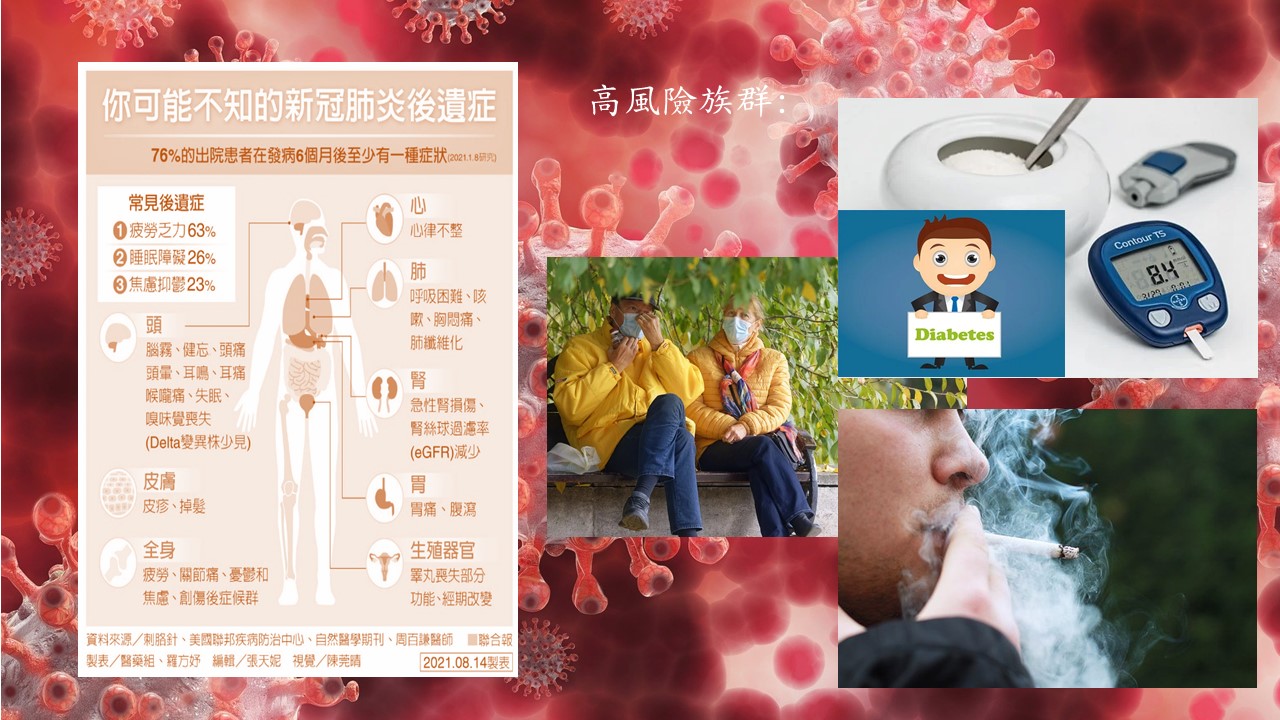 你可能不知的新冠肺炎後遺症
76%的出院患者在發病6個月後至少有一種症狀(2021.1.8研究)
常見後遺症
1 疲勞乏力63%
2 睡眠障礙26%
3 焦慮抑鬱23%
頭
腦霧、健忘、頭痛
頭暈、耳鳴、耳痛
喉嚨痛、失眠、
嗅味覺喪失
(Delta變異株少見)
皮膚
皮疹、掉髮
全身
疲勞、關節痛、憂鬱和
焦慮、創傷後症候群
心
心律不整
肺
呼吸困難、咳
嗽、胸悶痛、
肺纖維化
腎
急性腎損傷、
腎絲球過濾率
(eGFR)減少
胃
胃痛、腹瀉
生殖器官
睪丸喪失部分
功能、經期改變
資料來源／刺胳針、美國聯邦疾病防治中心、自然醫學期刊、周百謙醫師 ■聯合報
製表／醫藥組、羅方妤 編輯／張天妮 視覺／陳菀晴
2021.08.14製表
高風險族群:
Contour TS
8.4
Diabetes